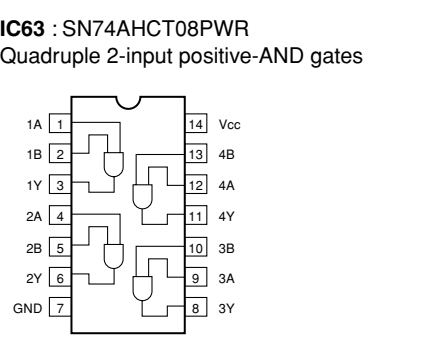 IC63 : SN74AHCT08PWR
Quadruple 2-input positive-AND gates
1A 1 14 Vcc
1B 2 13 4B
1Y 3 12 4A
2A 4 11 4Y
2B 5 10 3B
2Y 6 9 3A
GND 7 8 3Y